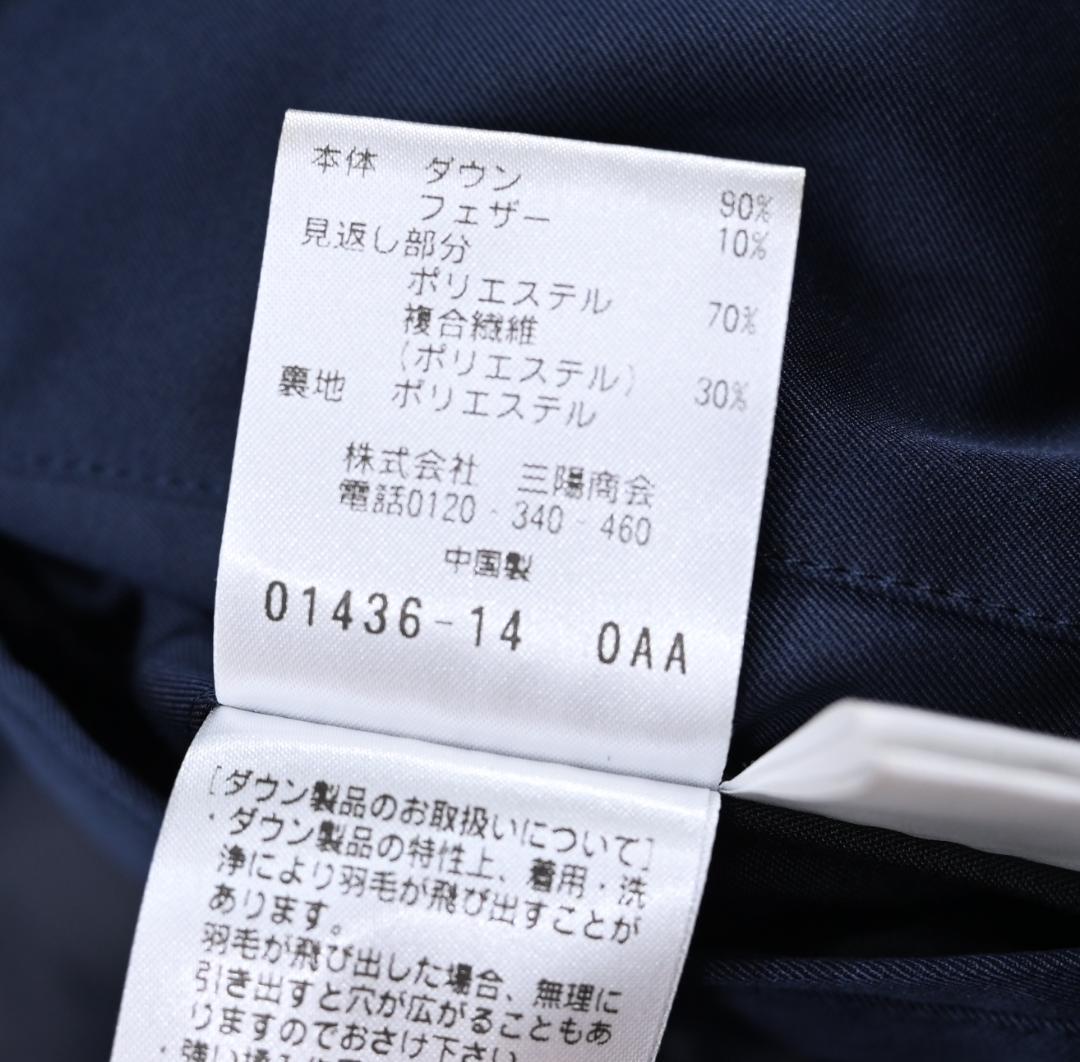 本体 ダウン 90%
フェザー 10%
見返し部分
ポリエステル 70%
複合繊維
(ポリエステル) 30%
裏地 ポリエステル
株式会社 三陽商会
電話0120-340-460
中国製
01436-14 0AA
[ダウン製品のお取扱いについて]
・ダウン製品の特性上、着用・洗
浄により羽毛が飛び出すことが
あります。
羽毛が飛び出した場合、無理に
引き出すと穴が広がることもあ
りますのでおさけ下さい
・強い